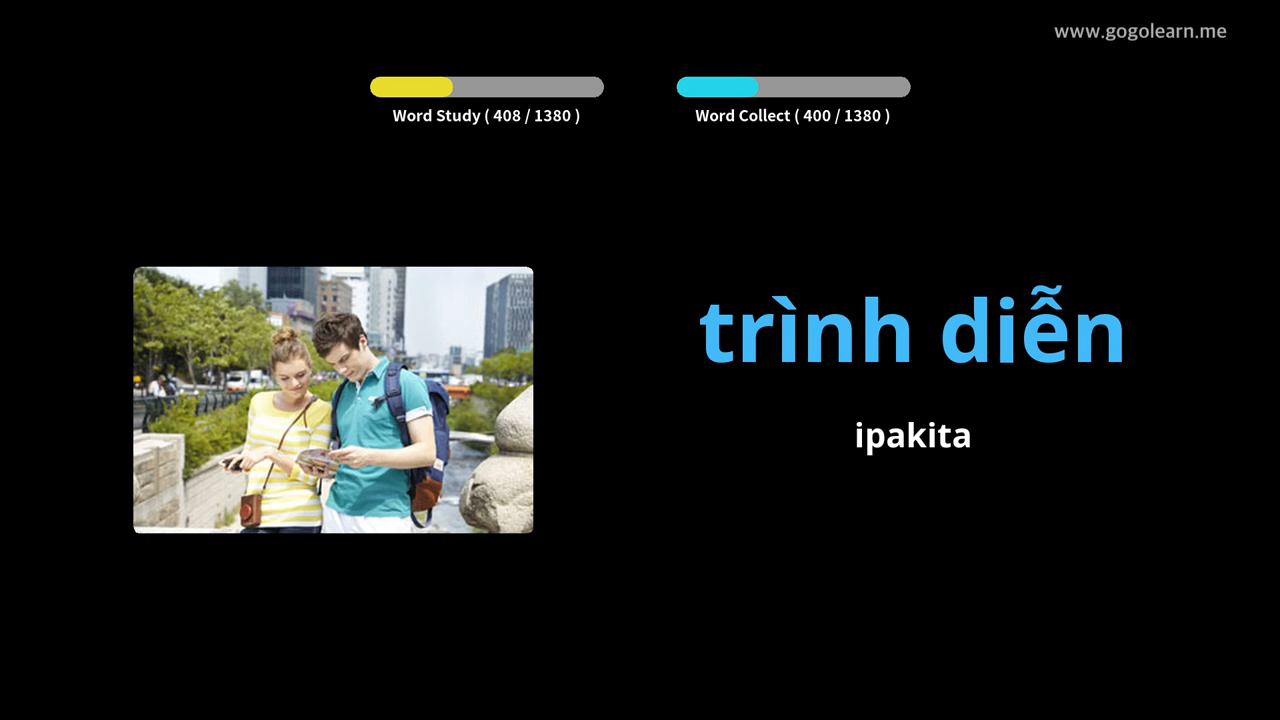 www.gogolearn.me
Word Study ( 408 / 1380 )
Word Collect ( 400 / 1380 )
trình diễn
ipakita